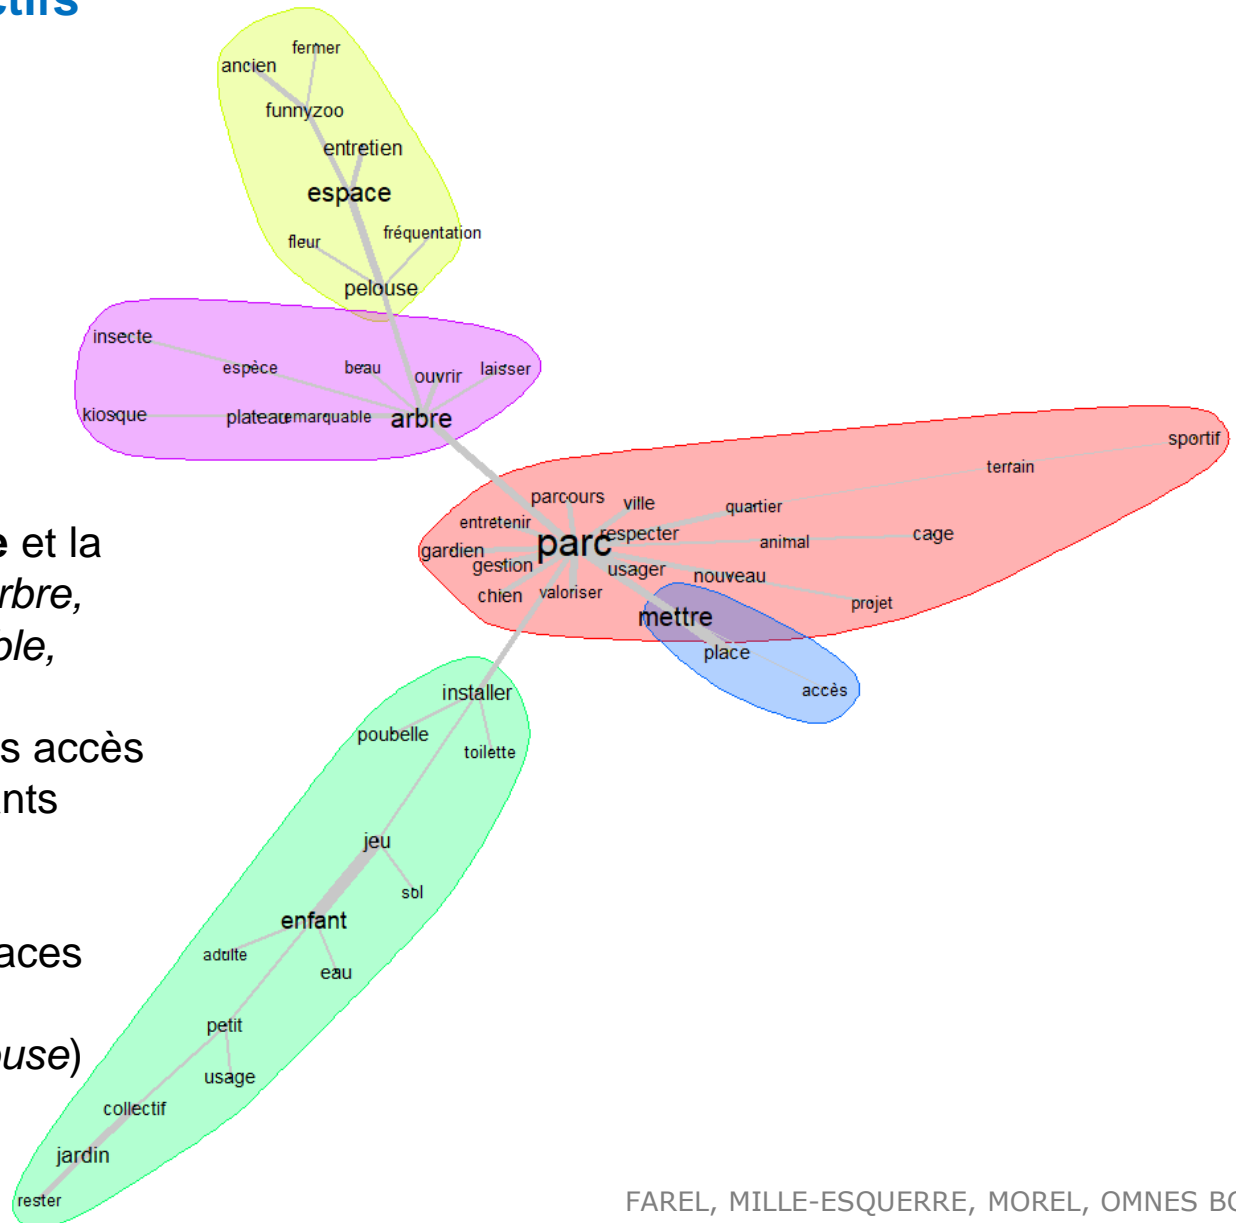 ctifs
fermer
ancien
funnyzoo
entretien
espace
fréquentation
fleur
pelouse
insecte
espèce
beau
ouvrir
laisser
kiosque
plateau
remarquable
arbre
sportif
terrain
parcours
ville
quartier
entretenir
respecter
cage
parc
animal
gardien
gestion
usager
nouveau
chien
valoriser
projet
mettre
place
accès
e et la
rbre,
ble,
s accès
ants
aces
ouse)
installer
poubelle
toilette
jeu
sol
enfant
adulte
eau
petit
usage
collectif
jardin
rester
FAREL, MILLE-ESQUERRE, MOREL, OMNES BO